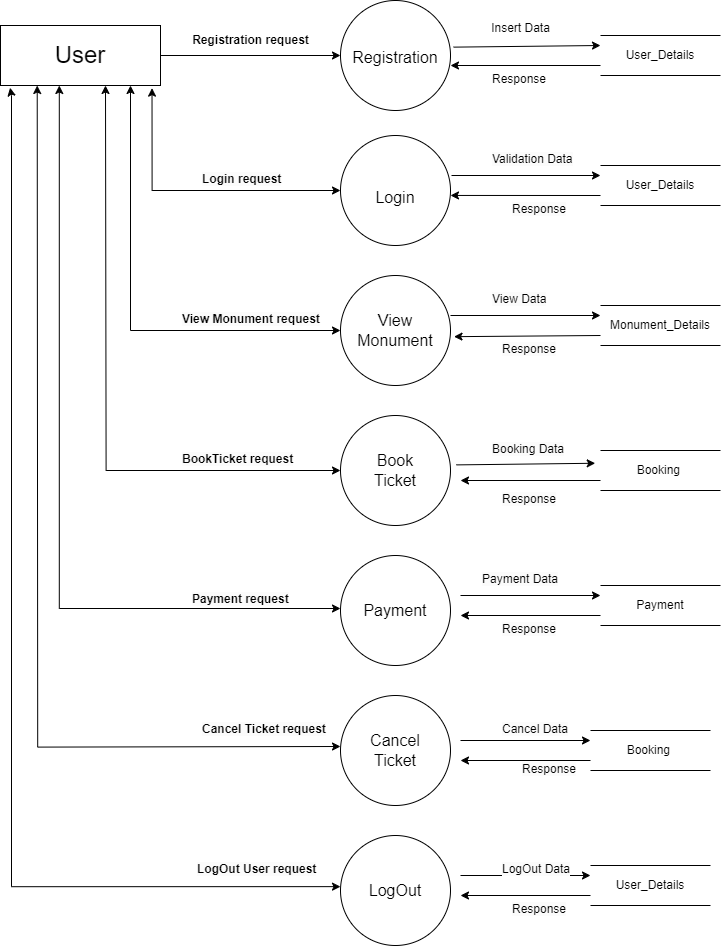 User
Registration request
Registration
Insert Data
Response
User_Details
Login request
Login
Validation Data
Response
User_Details
View Monument request
View
Monument
View Data
Response
Monument_Details
BookTicket request
Book
Ticket
Booking Data
Response
Booking
Payment request
Payment
Payment Data
Response
Payment
Cancel Ticket request
Cancel
Ticket
Cancel Data
Response
Booking
LogOut User request
LogOut
LogOut Data
Response
User_Details